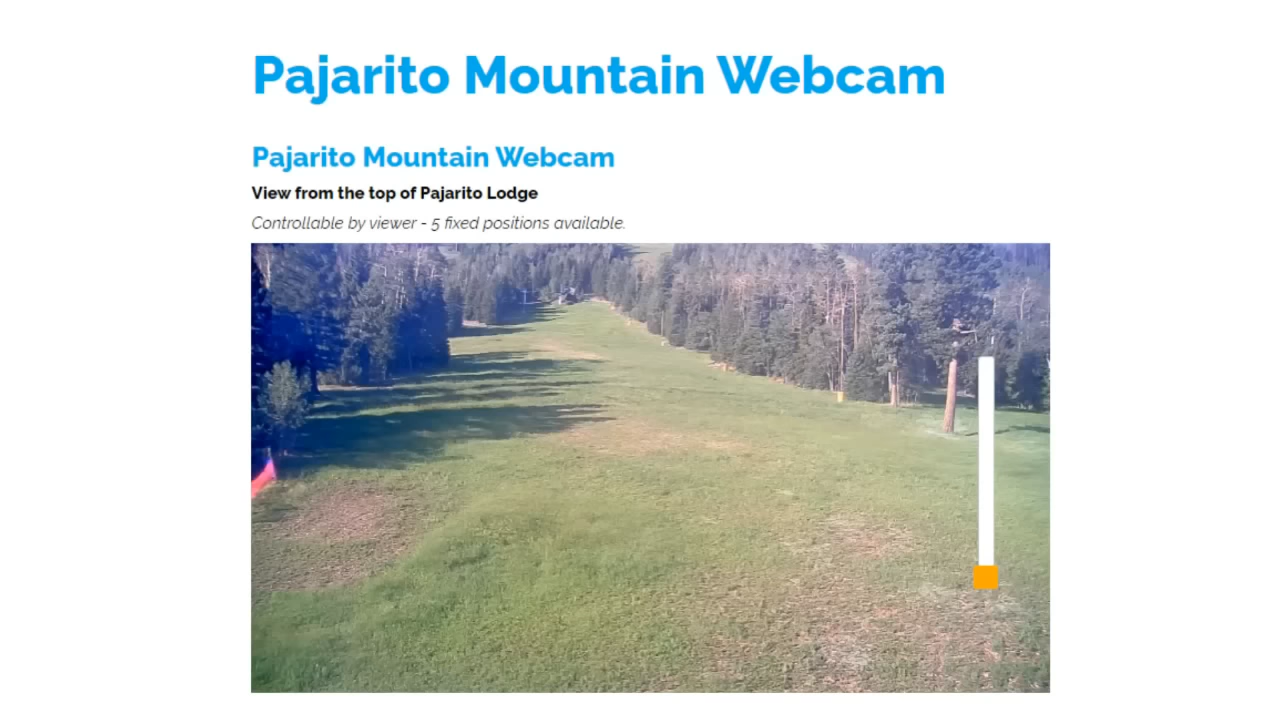 Pajarito Mountain Webcam
Pajarito Mountain Webcam
View from the top of Pajarito Lodge
Controllable by viewer - 5 fixed positions available.